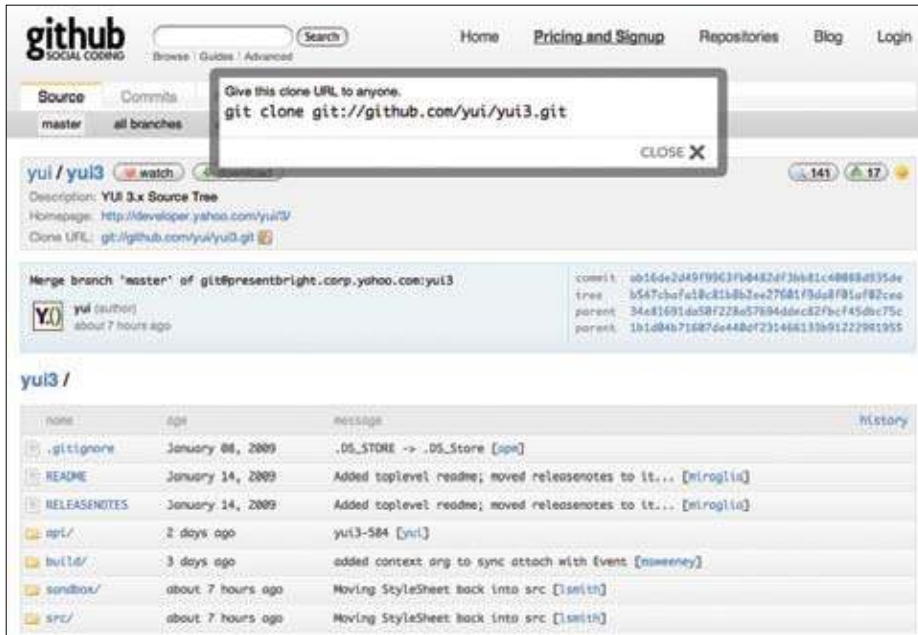 github
SOCIAL CODING
Search
Browse | Guides | Advanced
Home Pricing and Signup Repositories Blog Login
Source Commits
master all branches
Give this clone URL to anyone.
git clone git://github.com/yui/yui3.git
CLOSE X
yui / yui3 watch download 141 17
Description: YUI 3.x Source Tree
Homepage: http://developer.yahoo.com/yui/3/
Clone URL: git://github.com/yui/yui3.git
Merge branch 'master' of git@presentbright.corp.yahoo.com:yui3
Y.()
yui (author)
about 7 hours ago
commit
tree
parent
parent
yui3 /
name age message history
.gitignore January 08, 2009 .DS_STORE -> .DS_Store [apm]
README January 14, 2009 Added toplevel readme; moved releasenotes to it... [miraglia]
RELEASENOTES January 14, 2009 Added toplevel readme; moved releasenotes to it... [miraglia]
api/ 2 days ago yui3-584 [yui]
build/ 3 days ago added context arg to sync attach with Event [msweeney]
sandbox/ about 7 hours ago Moving StyleSheet back into src [lsmith]
src/ about 7 hours ago Moving StyleSheet back into src [lsmith]